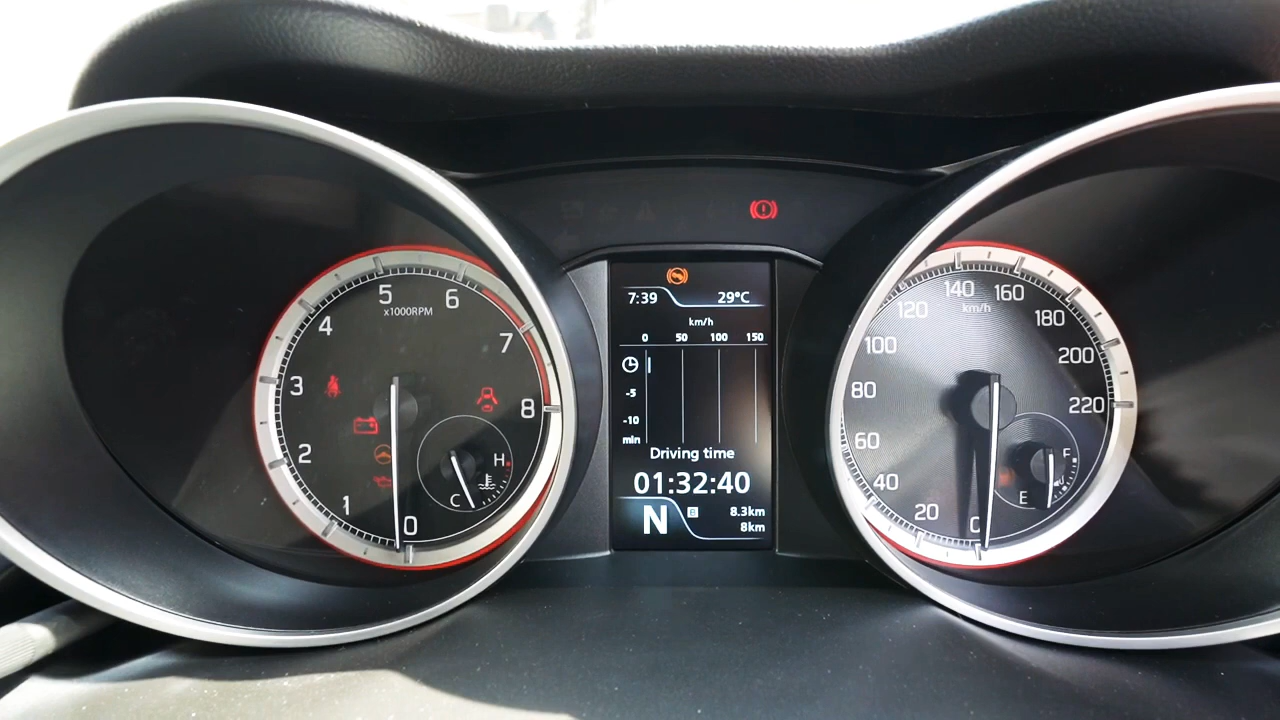 5
6
x1000RPM
4
7
3
8
2
1
0
H
C
7:39 29°C
km/h
0 50 100 150
-5
-10
min
Driving time
01:32:40
N B 8.3km
8km
140 160
km/h
120 180
100 200
80 220
60
40
20
F
E